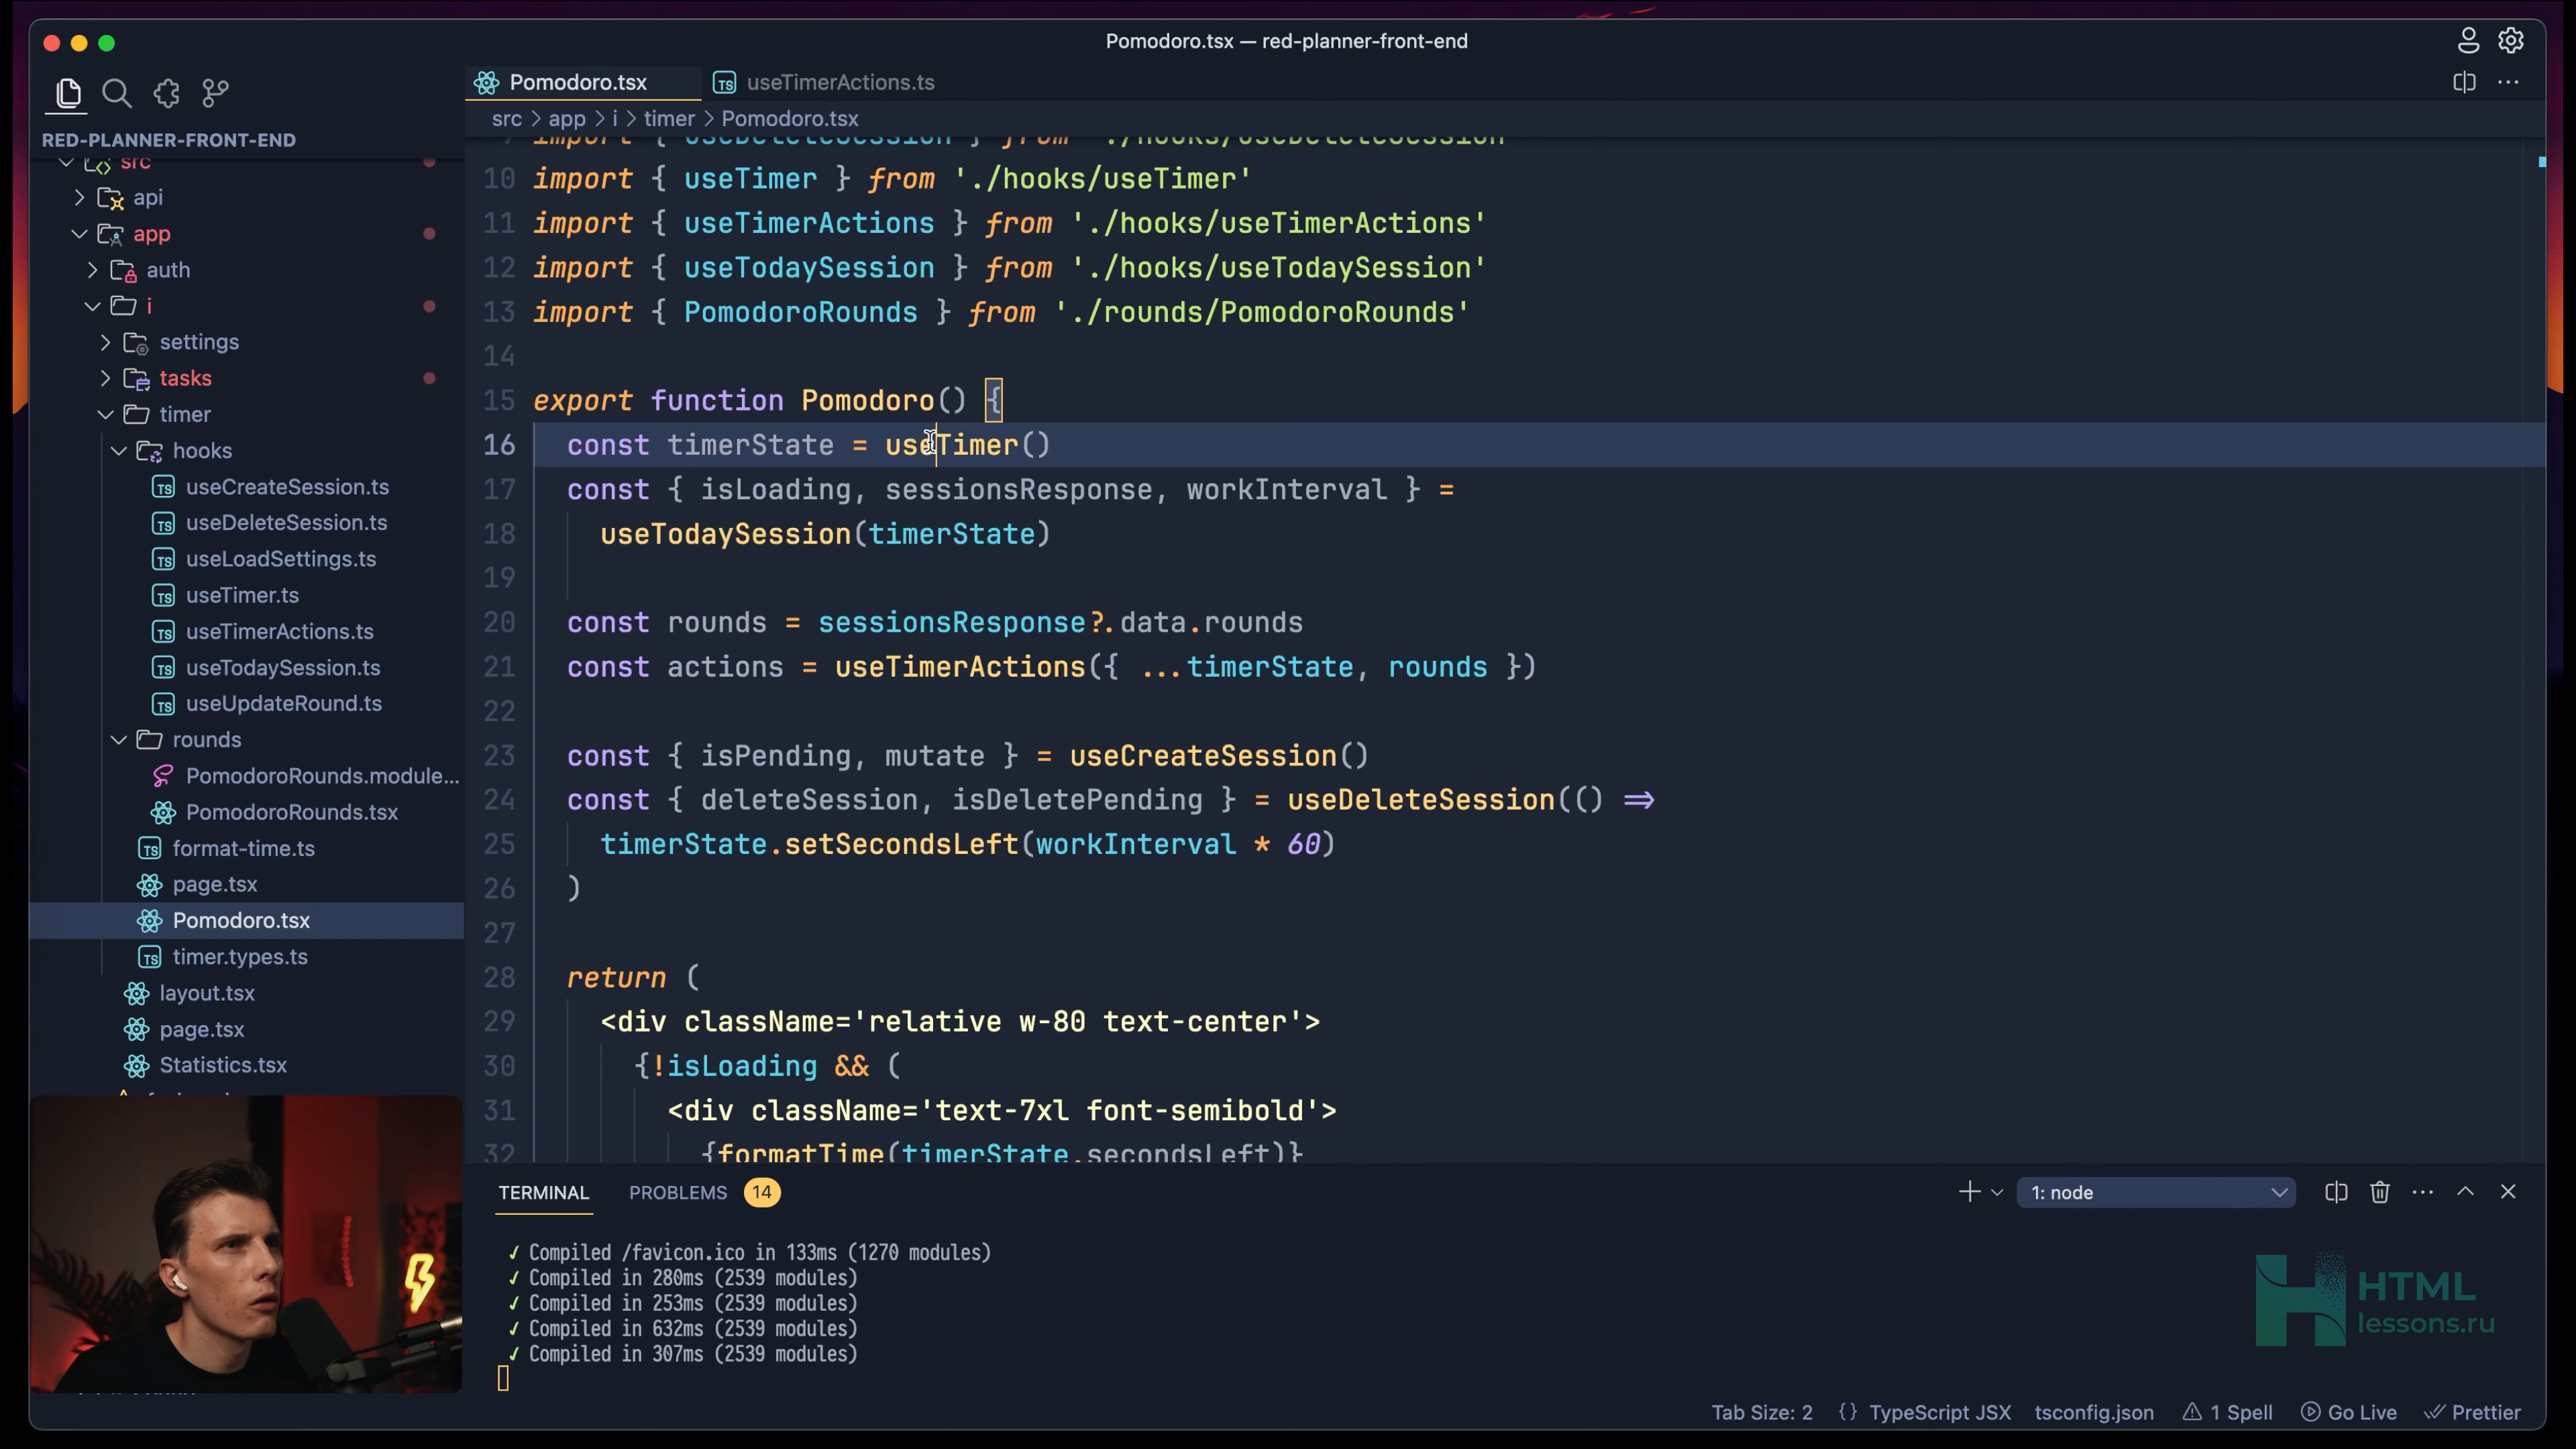 Pomodoro.tsx — red-planner-front-end
Pomodoro.tsx
useTimerActions.ts
src > app > i > timer > Pomodoro.tsx
RED-PLANNER-FRONT-END
src
api
app
auth
i
settings
tasks
timer
hooks
useCreateSession.ts
useDeleteSession.ts
useLoadSettings.ts
useTimer.ts
useTimerActions.ts
useTodaySession.ts
useUpdateRound.ts
rounds
PomodoroRounds.module...
PomodoroRounds.tsx
format-time.ts
page.tsx
Pomodoro.tsx
timer.types.ts
layout.tsx
page.tsx
Statistics.tsx
import { useDeleteSession } from './hooks/useDeleteSession'
10 import { useTimer } from './hooks/useTimer'
11 import { useTimerActions } from './hooks/useTimerActions'
12 import { useTodaySession } from './hooks/useTodaySession'
13 import { PomodoroRounds } from './rounds/PomodoroRounds'
14
15 export function Pomodoro() {
16 const timerState = useTimer()
17 const { isLoading, sessionsResponse, workInterval } =
18 useTodaySession(timerState)
19
20 const rounds = sessionsResponse?.data.rounds
21 const actions = useTimerActions({ ...timerState, rounds })
22
23 const { isPending, mutate } = useCreateSession()
24 const { deleteSession, isDeletePending } = useDeleteSession(() =>
25 timerState.setSecondsLeft(workInterval * 60)
26 )
27
28 return (
29 <div className='relative w-80 text-center'>
30 {!isLoading && (
31 <div className='text-7xl font-semibold'>
32 {formatTime(timerState.secondsLeft)}
TERMINAL
PROBLEMS 14
1: node
✓ Compiled /favicon.ico in 133ms (1270 modules)
✓ Compiled in 280ms (2539 modules)
✓ Compiled in 253ms (2539 modules)
✓ Compiled in 632ms (2539 modules)
✓ Compiled in 307ms (2539 modules)
HTML
lessons.ru
Tab Size: 2 {} TypeScript JSX tsconfig.json 1 Spell Go Live Prettier